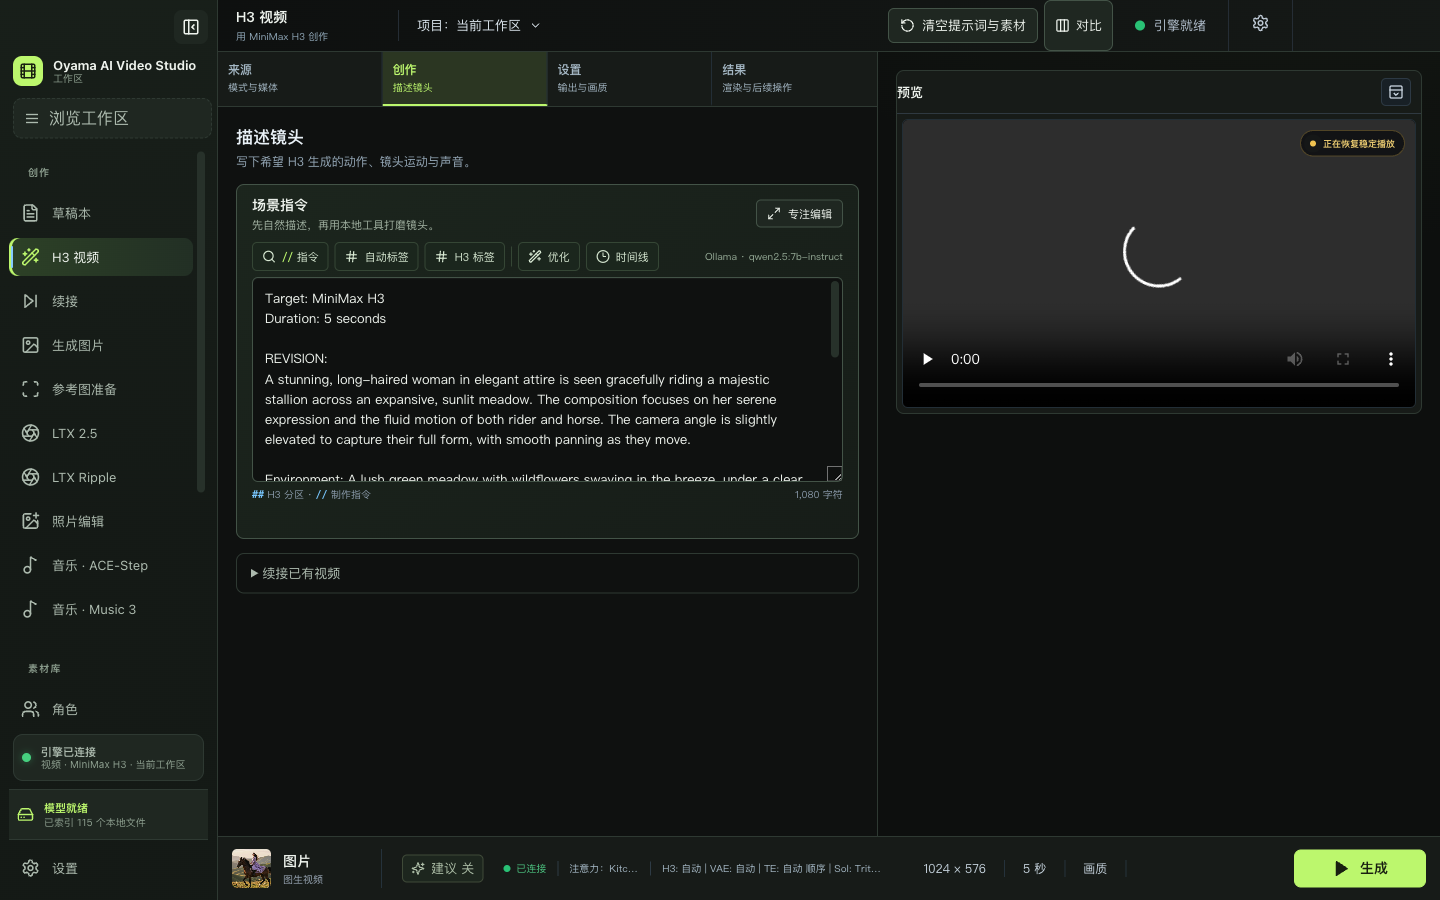 Oyama AI Video Studio
工作区
浏览工作区
创作
草稿本
H3 视频
续接
生成图片
参考图准备
LTX 2.5
LTX Ripple
照片编辑
音乐 · ACE-Step
音乐 · Music 3
素材库
角色
引擎已连接
视频 · MiniMax H3 · 当前工作区
模型就绪
已索引 115 个本地文件
设置
H3 视频
用 MiniMax H3 创作
项目: 当前工作区
清空提示词与素材
对比
引擎就绪
来源
模式与媒体
创作
描述镜头
设置
输出与画质
结果
渲染与后续操作
描述镜头
写下希望 H3 生成的动作、镜头运动与声音。
场景指令
先自然描述，再用本地工具打磨镜头。
专注编辑
// 指令
自动标签
H3 标签
优化
时间线
Ollama · qwen2.5:7b-instruct
Target: MiniMax H3
Duration: 5 seconds
REVISION:
A stunning, long-haired woman in elegant attire is seen gracefully riding a majestic
stallion across an expansive, sunlit meadow. The composition focuses on her serene
expression and the fluid motion of both rider and horse. The camera angle is slightly
elevated to capture their full form, with smooth panning as they move.
Environment: A lush green meadow with wildflowers swaying in the breeze, under a clear
## H3 分区 · // 制作指令
1,080 字符
续接已有视频
预览
正在恢复稳定播放
0:00
图片
图生视频
建议 关
已连接
注意力: Kitc...
H3: 自动 | VAE: 自动 | TE: 自动 顺序 | Sol: Trit...
1024 × 576
5 秒
画质
生成